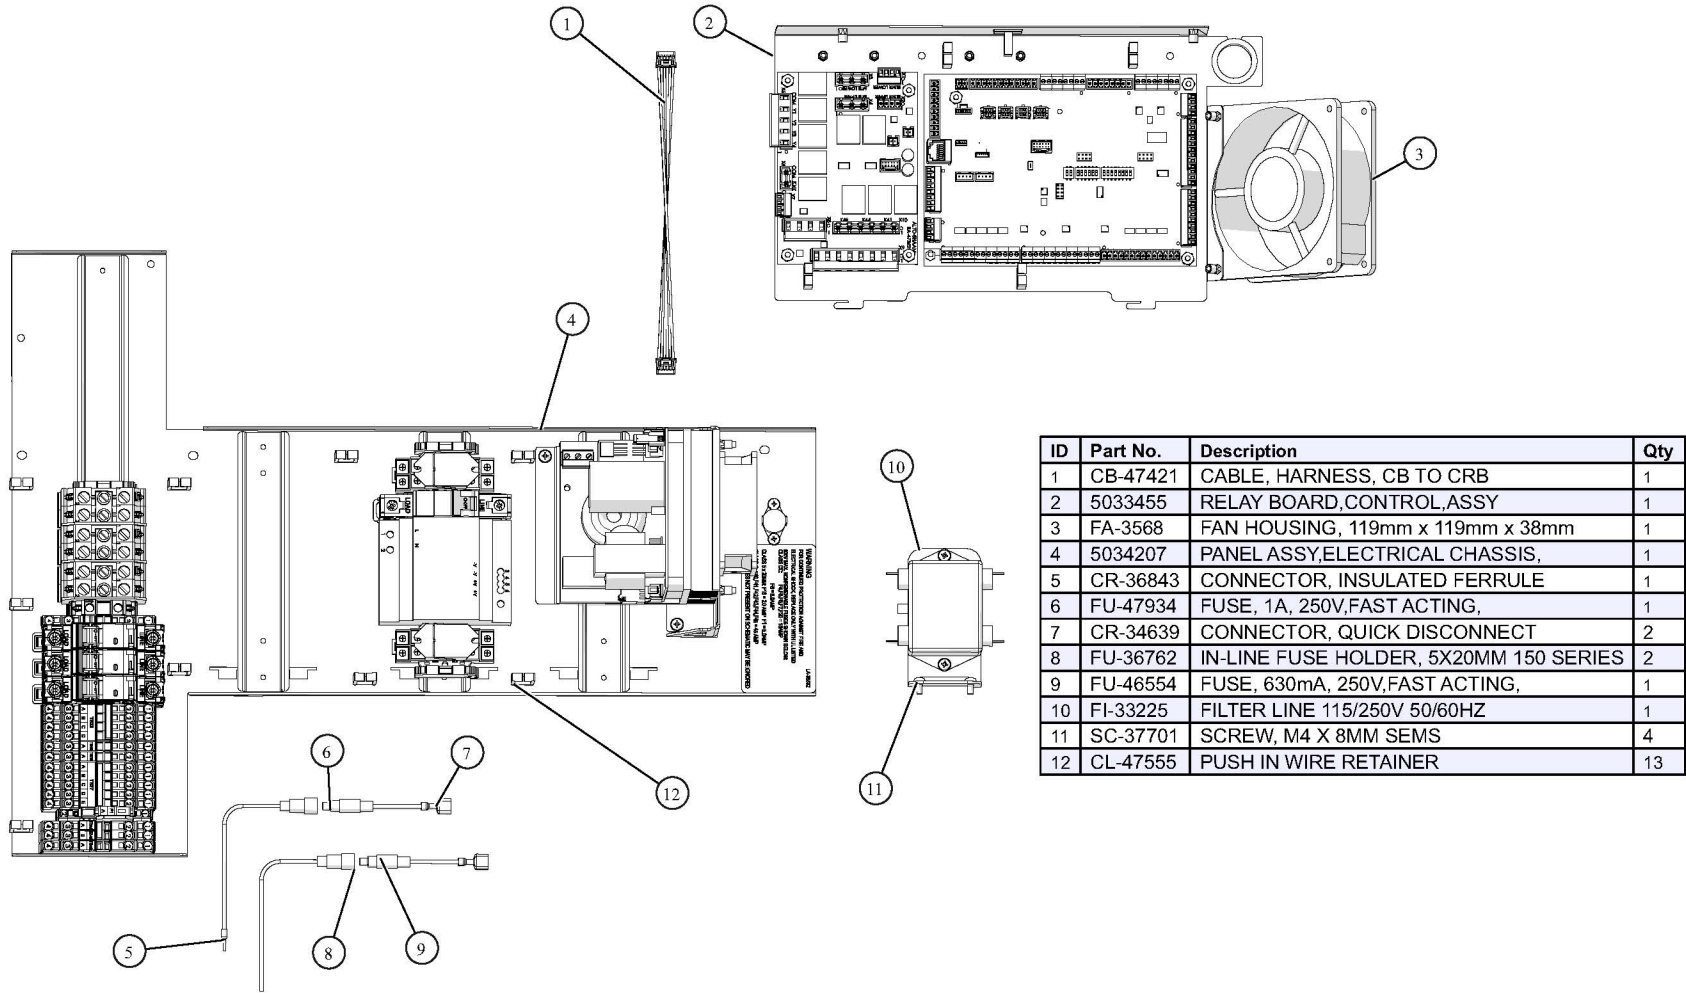 1
2
3
4
10
6
7
12
11
5
8
9
ID Part No. Description Qty
1 CB-47421 CABLE, HARNESS, CB TO CRB 1
2 5033455 RELAY BOARD,CONTROL,ASSY 1
3 FA-3568 FAN HOUSING, 119mm x 119mm x 38mm 1
4 5034207 PANEL ASSY,ELECTRICAL CHASSIS, 1
5 CR-36843 CONNECTOR, INSULATED FERRULE 1
6 FU-47934 FUSE, 1A, 250V,FAST ACTING, 1
7 CR-34639 CONNECTOR, QUICK DISCONNECT 2
8 FU-36762 IN-LINE FUSE HOLDER, 5X20MM 150 SERIES 2
9 FU-46554 FUSE, 630mA, 250V,FAST ACTING, 1
10 FI-33225 FILTER LINE 115/250V 50/60HZ 1
11 SC-37701 SCREW, M4 X 8MM SEMS 4
12 CL-47555 PUSH IN WIRE RETAINER 13
LOAD
LINE
WARNING